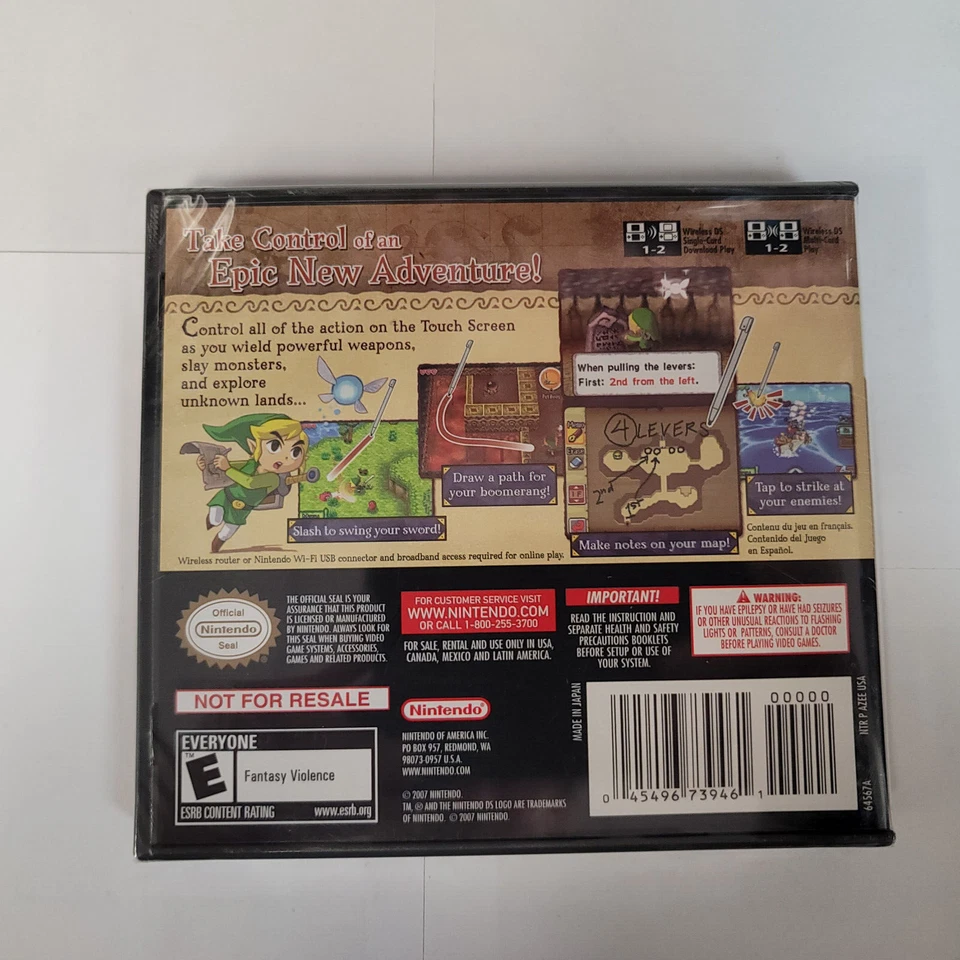 Take Control of an
Epic New Adventure!
1-2
Wireless DS
Single-Card
Download Play
1-2
Wireless DS
Multi-Card
Play
Control all of the action on the Touch Screen
as you wield powerful weapons,
slay monsters,
and explore
unknown lands...
When pulling the levers:
First: 2nd from the left.
4 LEVERS
2nd
1st
Slash to swing your sword!
Draw a path for
your boomerang!
Make notes on your map!
Tap to strike at
your enemies!
Contenu du jeu en français.
Contenido del Juego
en Español.
Wireless router or Nintendo Wi-Fi USB connector and broadband access required for online play.
Official
Nintendo
Seal
THE OFFICIAL SEAL IS YOUR
ASSURANCE THAT THIS PRODUCT
IS LICENSED OR MANUFACTURED
BY NINTENDO. ALWAYS LOOK FOR
THIS SEAL WHEN BUYING VIDEO
GAME SYSTEMS, ACCESSORIES,
GAMES AND RELATED PRODUCTS.
FOR CUSTOMER SERVICE VISIT
WWW.NINTENDO.COM
OR CALL 1-800-255-3700
FOR SALE, RENTAL AND USE ONLY IN USA,
CANADA, MEXICO AND LATIN AMERICA.
IMPORTANT!
READ THE INSTRUCTION AND
SEPARATE HEALTH AND SAFETY
PRECAUTIONS BOOKLETS
BEFORE SETUP OR USE OF
YOUR SYSTEM.
WARNING:
IF YOU HAVE EPILEPSY OR HAVE HAD SEIZURES
OR OTHER UNUSUAL REACTIONS TO FLASHING
LIGHTS OR PATTERNS, CONSULT A DOCTOR
BEFORE PLAYING VIDEO GAMES.
NOT FOR RESALE
EVERYONE
E
TM
Fantasy Violence
ESRB CONTENT RATING www.esrb.org
Nintendo®
NINTENDO OF AMERICA INC.
PO BOX 957, REDMOND, WA
98073-0957 U.S.A.
WWW.NINTENDO.COM
© 2007 NINTENDO.
TM, ® AND THE NINTENDO DS LOGO ARE TRADEMARKS
OF NINTENDO. © 2007 NINTENDO.
MADE IN JAPAN
00000
0 45496 73946 1
NTR P AZEE USA
64567A